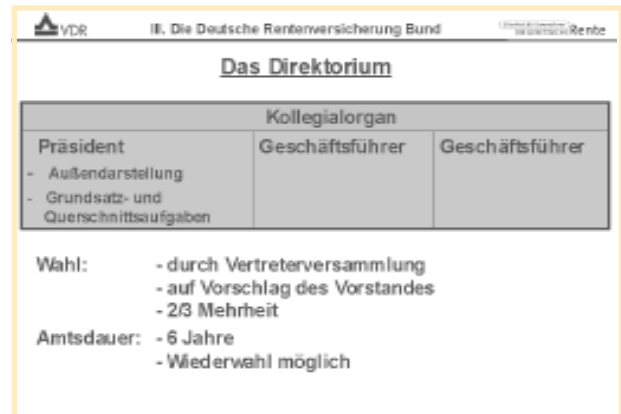 VDR III. Die Deutsche Rentenversicherung Bund Rente
Das Direktorium
Kollegialorgan
Präsident Geschäftsführer Geschäftsführer
- Außendarstellung
- Grundsatz- und
Querschnittsaufgaben
Wahl: - durch Vertreterversammlung
- auf Vorschlag des Vorstandes
- 2/3 Mehrheit
Amtsdauer: - 6 Jahre
- Wiederwahl möglich